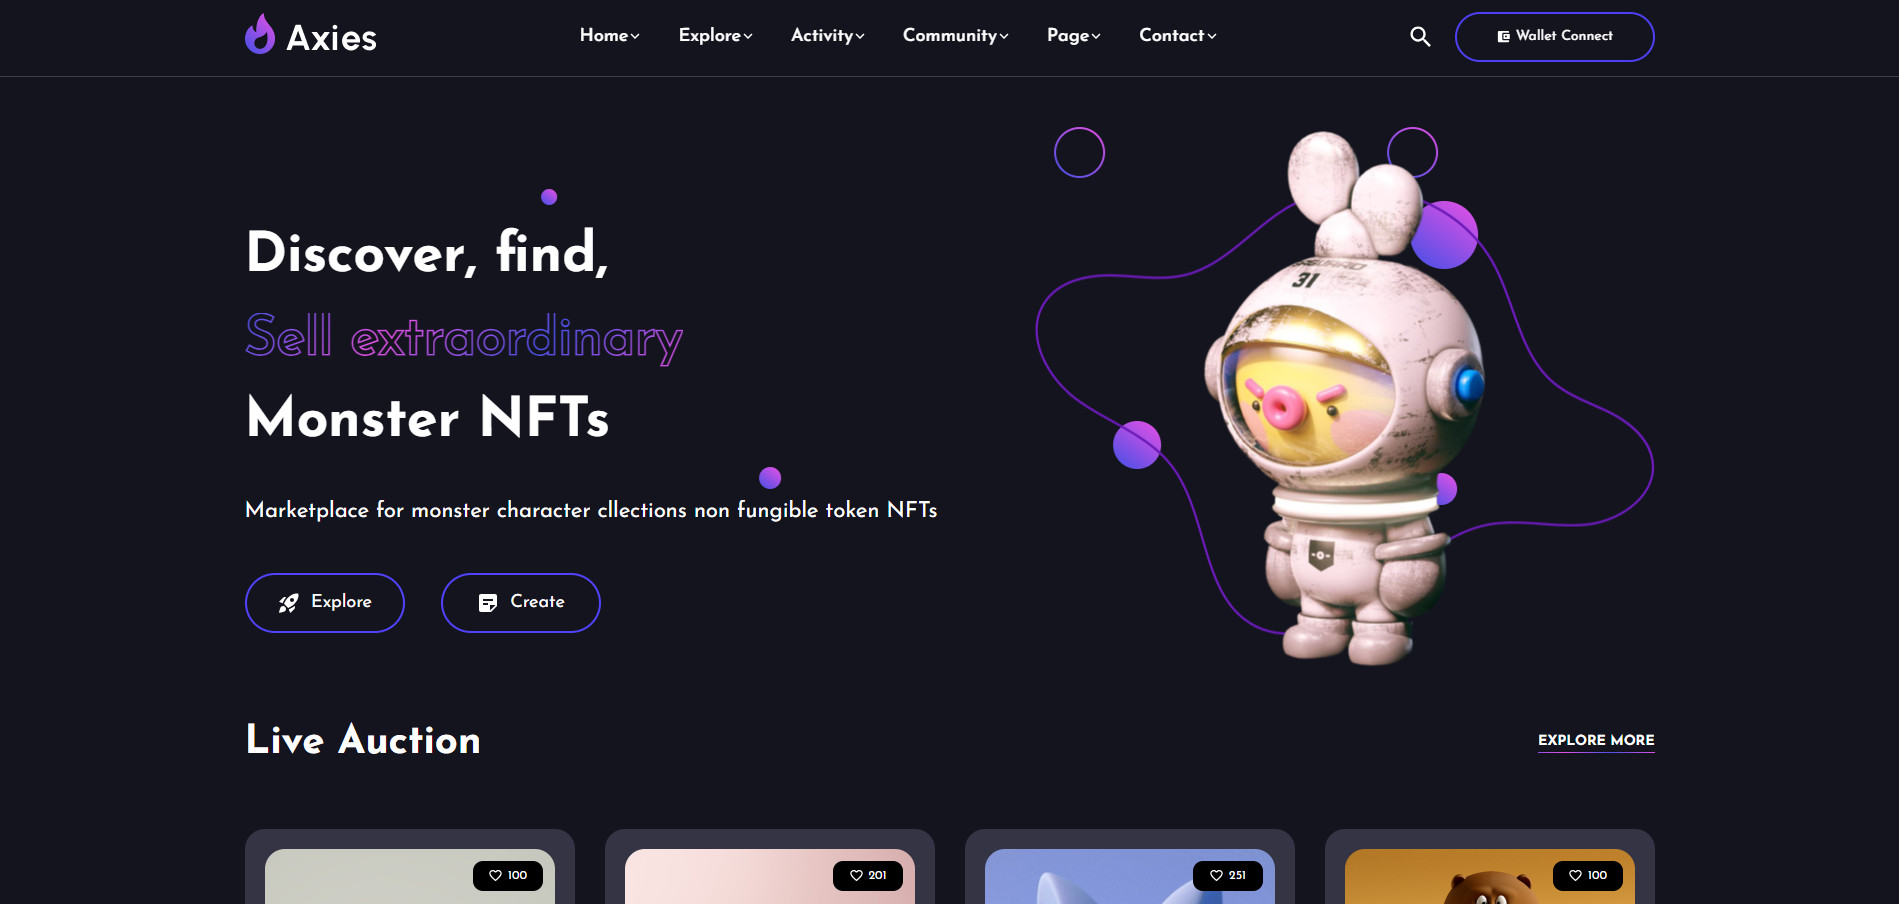 Axies
Home Explore Activity Community Page Contact
Wallet Connect
Discover, find,
Sell extraordinary
Monster NFTs
Marketplace for monster character cllections non fungible token NFTs
Explore
Create
31
Live Auction
EXPLORE MORE
100
201
251
100